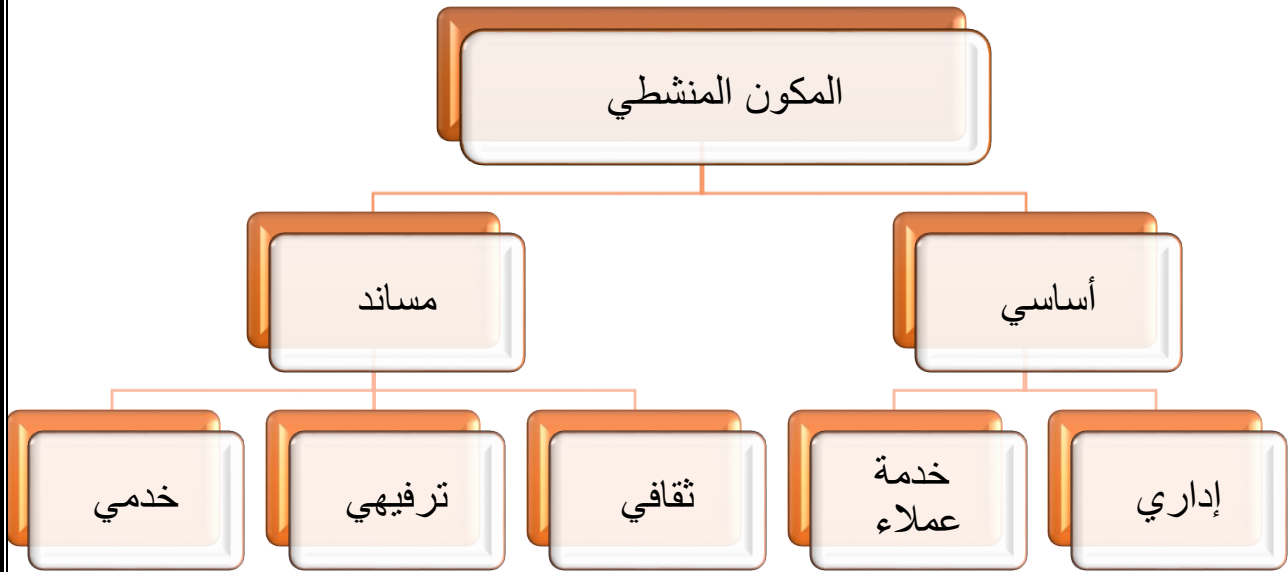 المكون المنشطي
أساسي
مساند
إداري
خدمة
عملاء
ثقافي
ترفيهي
خدمي